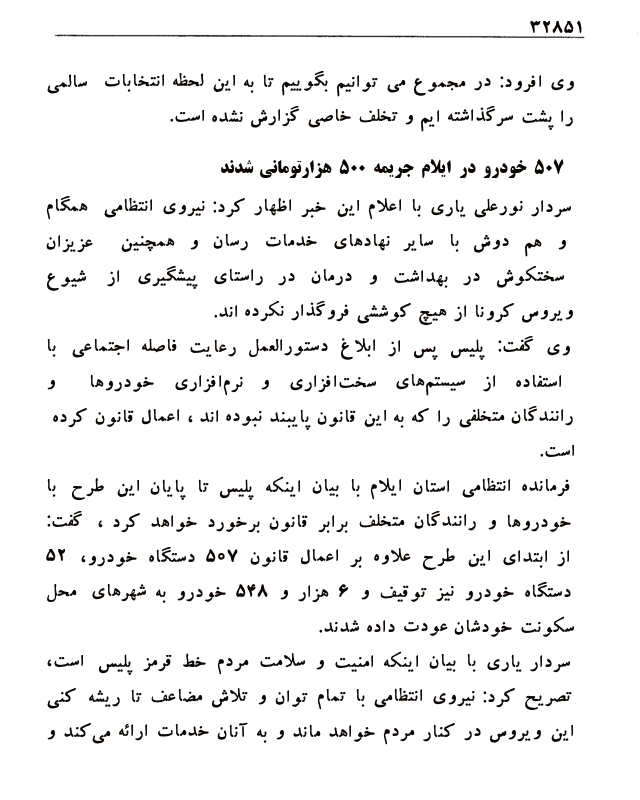 ۳۲۸۵۱
وی افرود: در مجموع می توانیم بگوییم تا به این لحظه انتخابات سالمی
را پشت سرگذاشته ایم و تخلف خاصی گزارش نشده است.
۵۰۷ خودرو در ایلام جریمه ۵۰۰ هزارتومانی شدند
سردار نورعلی یاری با اعلام این خبر اظهار کرد: نیروی انتظامی همگام
و هم دوش با سایر نهادهای خدمات رسان و همچنین عزیزان
سختکوش در بهداشت و درمان در راستای پیشگیری از شیوع
ویروس کرونا از هیچ کوششی فروگذار نکرده اند.
وی گفت: پلیس پس از ابلاغ دستورالعمل رعایت فاصله اجتماعی با
استفاده از سیستم‌های سخت‌افزاری و نرم‌افزاری خودروها و
رانندگان متخلفی را که به این قانون پایبند نبوده اند ، اعمال قانون کرده
است.
فرمانده انتظامی استان ایلام با بیان اینکه پلیس تا پایان این طرح با
خودروها و رانندگان متخلف برابر قانون برخورد خواهد کرد ، گفت:
از ابتدای این طرح علاوه بر اعمال قانون ۵۰۷ دستگاه خودرو، ۵۲
دستگاه خودرو نیز توقیف و ۶ هزار و ۵۴۸ خودرو به شهرهای محل
سکونت خودشان عودت داده شدند.
سردار یاری با بیان اینکه امنیت و سلامت مردم خط قرمز پلیس است،
تصریح کرد: نیروی انتظامی با تمام توان و تلاش مضاعف تا ریشه کنی
این ویروس در کنار مردم خواهد ماند و به آنان خدمات ارائه می‌کند و